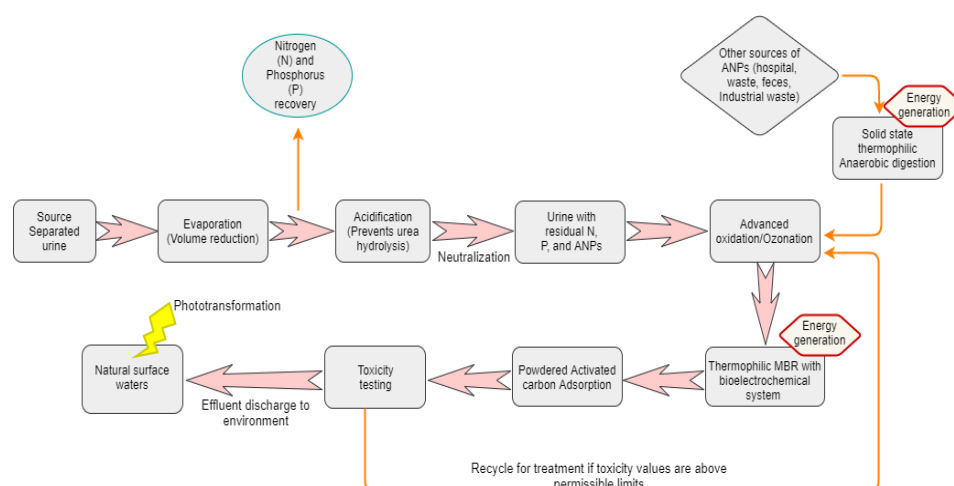 Nitrogen
(N) and
Phosphorus
(P)
recovery
Other sources of
ANPs (hospital,
waste, feces,
Industrial waste)
Energy
generation
Solid state
thermophilic
Anaerobic digestion
Source
Separated
urine
Evaporation
(Volume reduction)
Acidification
(Prevents urea
hydrolysis)
Neutralization
Urine with
residual N,
P, and ANPs
Advanced
oxidation/Ozonation
Phototransformation
Energy
generation
Natural surface
waters
Effluent discharge to
environment
Toxicity
testing
Powdered Activated
carbon Adsorption
Thermophilic MBR with
bioelectrochemical
system
Recycle for treatment if toxicity values are above
permissible limits